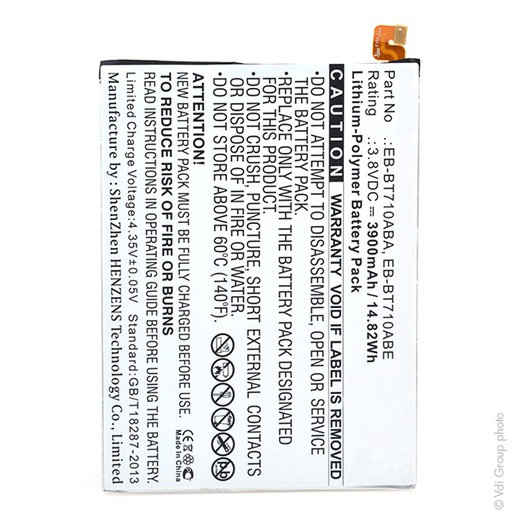 Part No .:EB-BT710ABA, EB-BT710ABE
Rating .:3.8VDC⎓ 3900mAh / 14.82Wh
Lithium-Polymer Battery Pack
CAUTION WARRANTY VOID IF LABEL IS REMOVED
•DO NOT ATTEMPT TO DISASSEMBLE, OPEN OR SERVICE
THE BATTERY PACK.
•REPLACE ONLY WITH THE BATTERY PACK DESIGNATED
FOR THIS PRODUCT.
•DO NOT CRUSH, PUNCTURE, SHORT EXTERNAL CONTACTS
OR DISPOSE OF IN FIRE OR WATER.
•DO NOT STORE ABOVE 60°C (140°F)
ATTENTION:
NEW BATTERY PACK MUST BE FULLY CHARGED BEFORE USE
TO REDUCE RISK OF FIRE OR BURNS
READ INSTRUCTIONS BEFORE USING THE BATTERY
Limited Charge Voltage:4.35V±0.05V Standard:GB/T18287-2013
Manufacture by: ShenZhen HENZENS Technology Co., Limited
CE
Made
in China
© Vdi Group photo